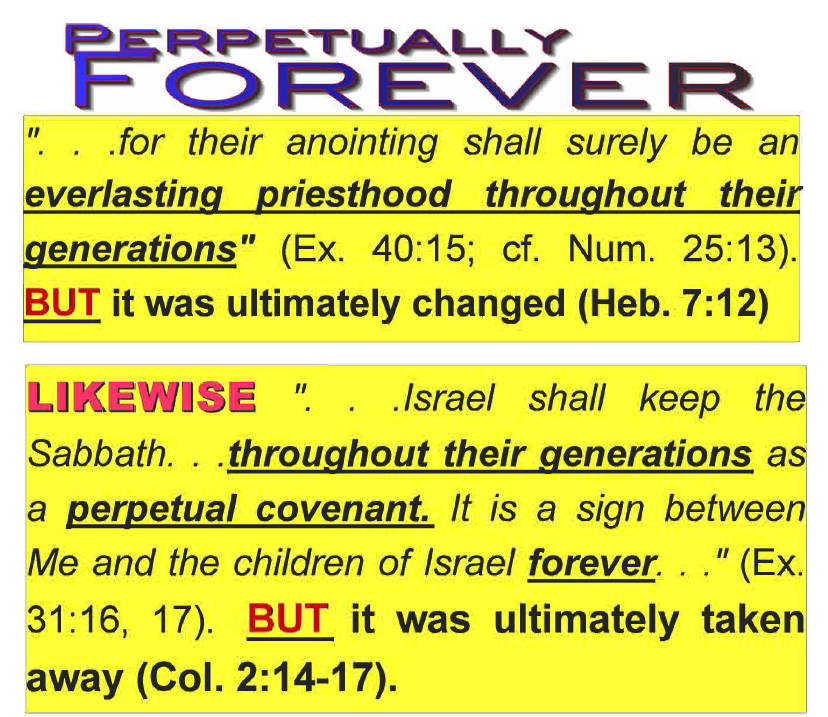 PERPETUALLY
FOREVER
". . .for their anointing shall surely be an
everlasting priesthood throughout their
generations" (Ex. 40:15; cf. Num. 25:13).
BUT it was ultimately changed (Heb. 7:12)
LIKEWISE ". . .Israel shall keep the
Sabbath. . .throughout their generations as
a perpetual covenant. It is a sign between
Me and the children of Israel forever. . ." (Ex.
31:16, 17). BUT it was ultimately taken
away (Col. 2:14-17).